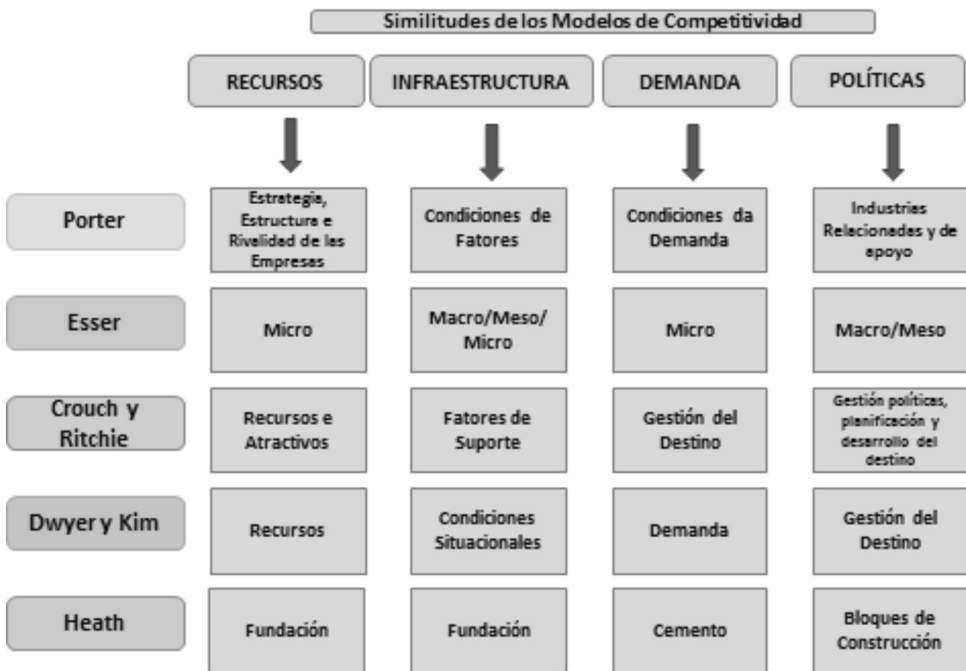 Similitudes de los Modelos de Competitividad
RECURSOS
INFRAESTRUCTURA
DEMANDA
POLÍTICAS
Porter
Estrategia,
Estructura e
Rivalidad de las
Empresas
Condiciones de
Fatores
Condiciones da
Demanda
Industrias
Relacionadas y de
apoyo
Esser
Micro
Macro/Meso/
Micro
Micro
Macro/Meso
Crouch y
Ritchie
Recursos e
Atractivos
Fatores de
Suporte
Gestión del
Destino
Gestión políticas,
planificación y
desarrollo del
destino
Dwyer y Kim
Recursos
Condiciones
Situacionales
Demanda
Gestión del
Destino
Heath
Fundación
Fundación
Cemento
Bloques de
Construcción